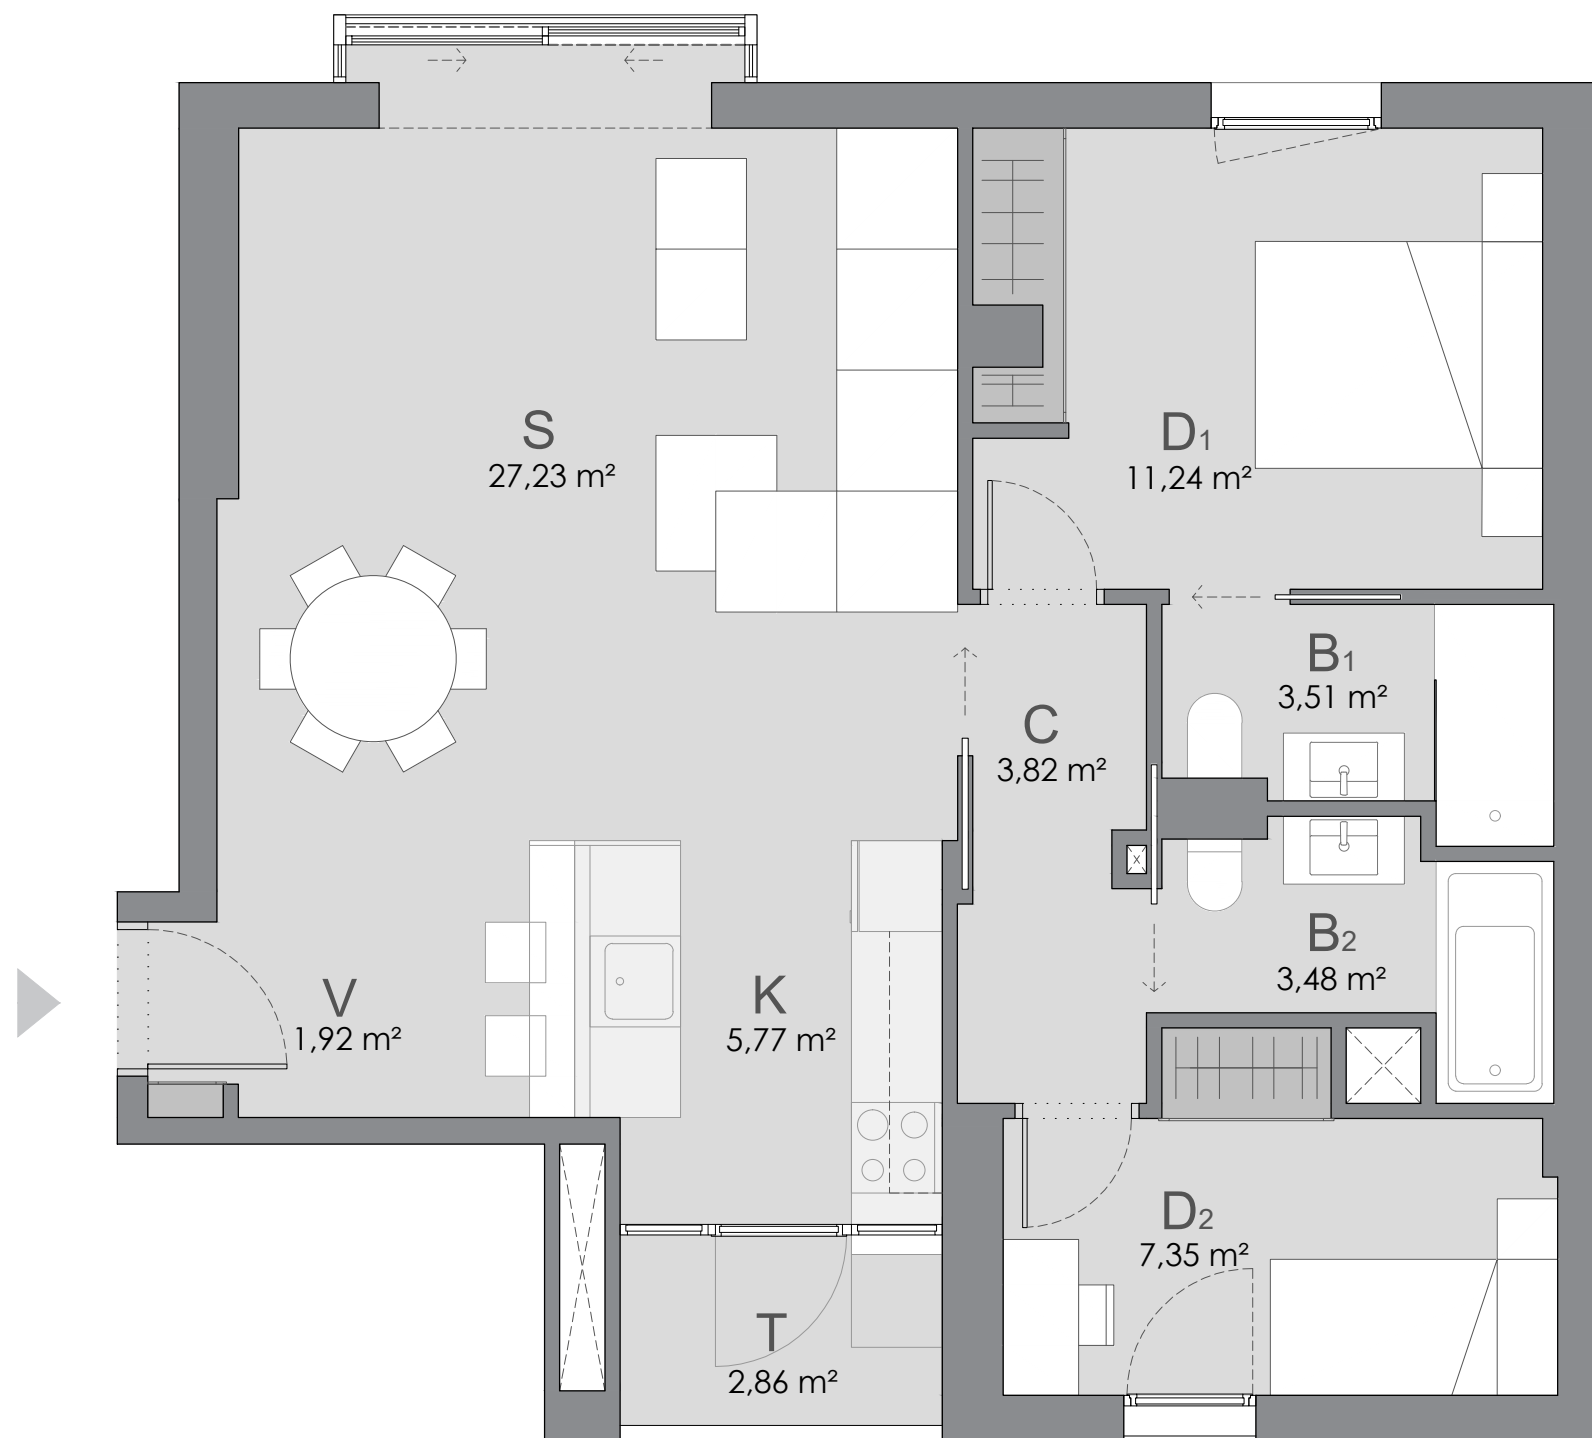 S
27,23 m²
D1
11,24 m²
B1
3,51 m²
C
3,82 m²
B2
3,48 m²
V
1,92 m²
K
5,77 m²
D2
7,35 m²
T
2,86 m²